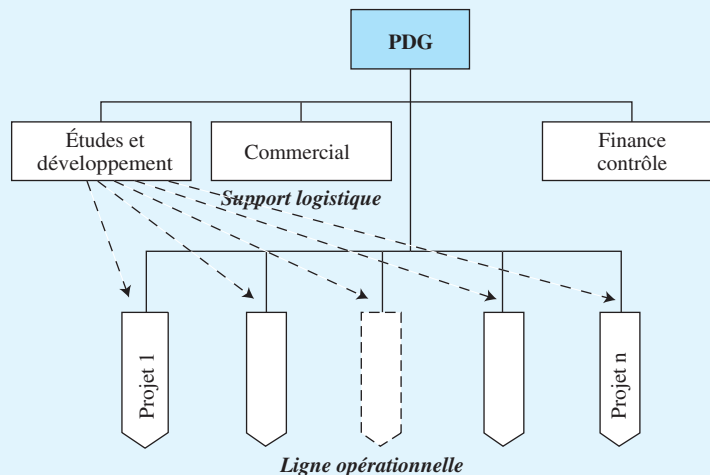 PDG
Études et
développement
Commercial
Finance
contrôle
Support logistique
Projet 1
Projet n
Ligne opérationnelle